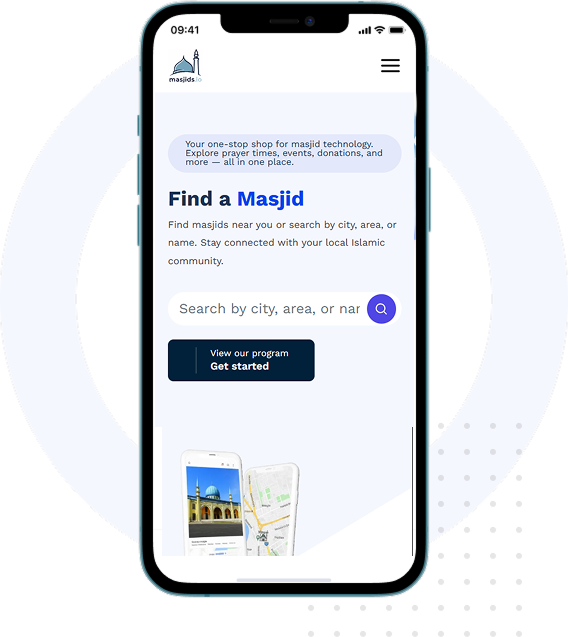 09:41
masjids.io
Your one-stop shop for masjid technology.
Explore prayer times, events, donations, and
more — all in one place.
Find a Masjid
Find masjids near you or search by city, area, or
name. Stay connected with your local Islamic
community.
Search by city, area, or nar
View our program
Get started